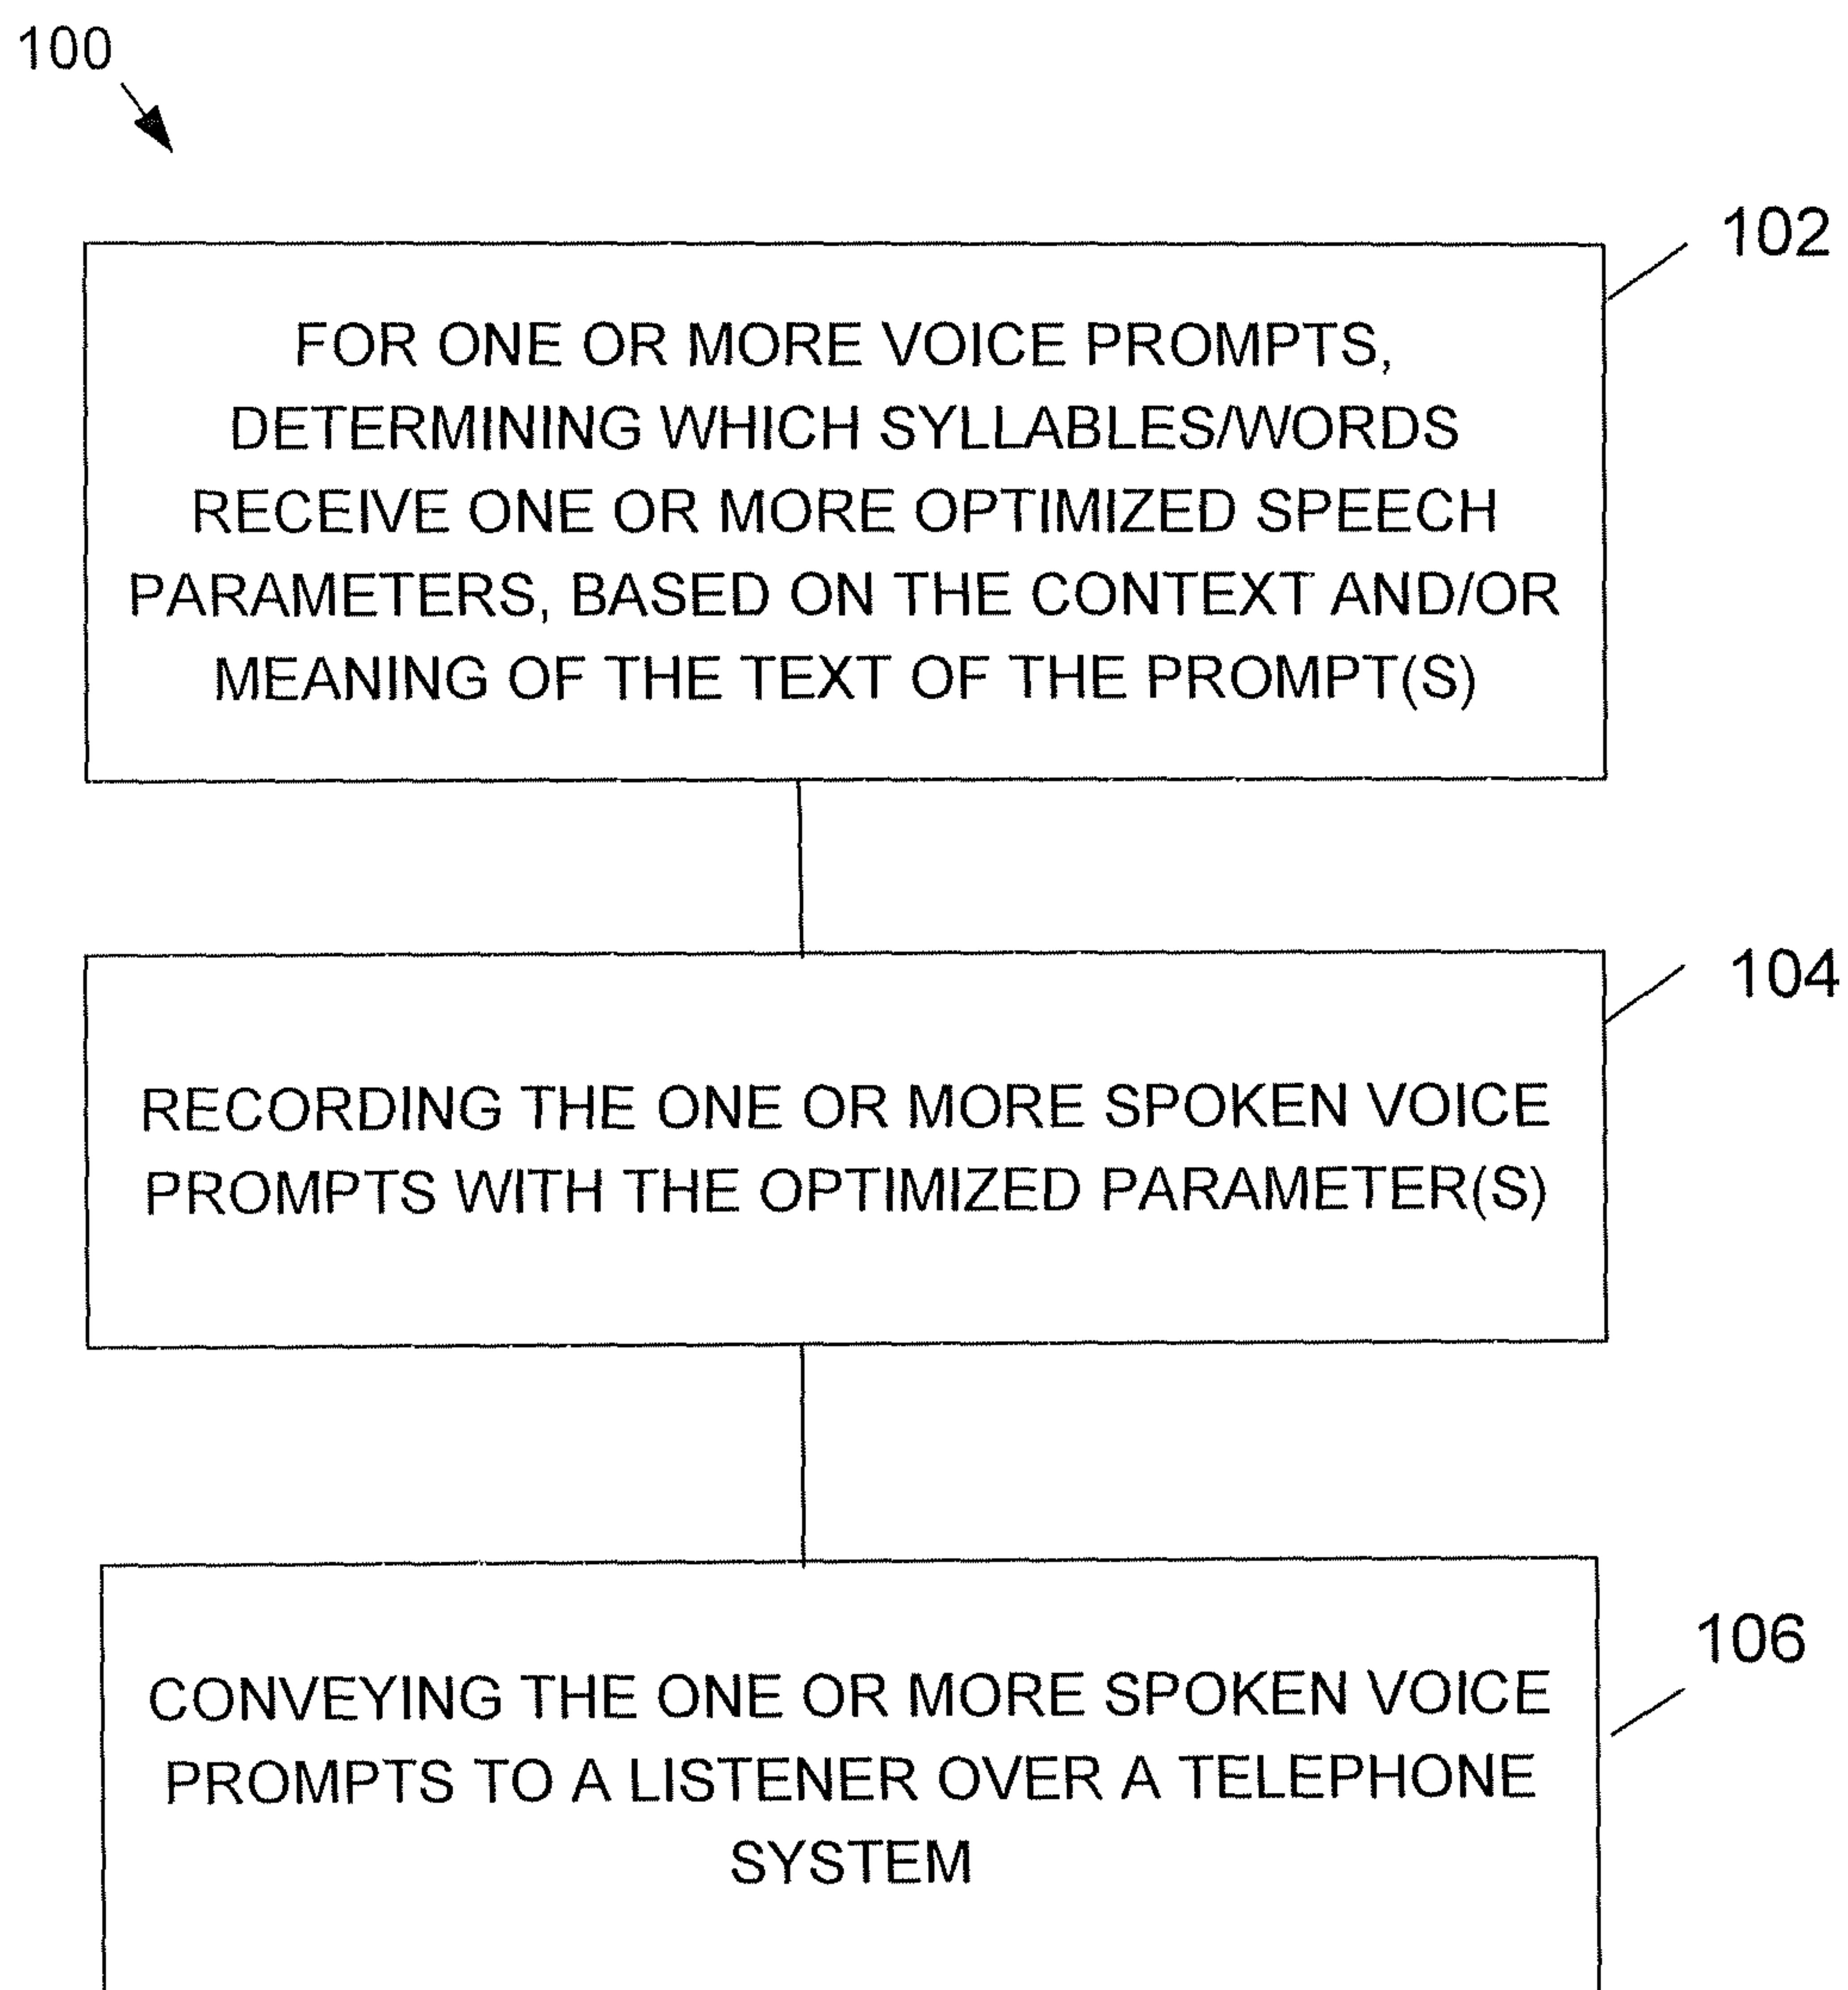 100
102
FOR ONE OR MORE VOICE PROMPTS,
DETERMINING WHICH SYLLABLES/WORDS
RECEIVE ONE OR MORE OPTIMIZED SPEECH
PARAMETERS, BASED ON THE CONTEXT AND/OR
MEANING OF THE TEXT OF THE PROMPT(S)
104
RECORDING THE ONE OR MORE SPOKEN VOICE
PROMPTS WITH THE OPTIMIZED PARAMETER(S)
106
CONVEYING THE ONE OR MORE SPOKEN VOICE
PROMPTS TO A LISTENER OVER A TELEPHONE
SYSTEM